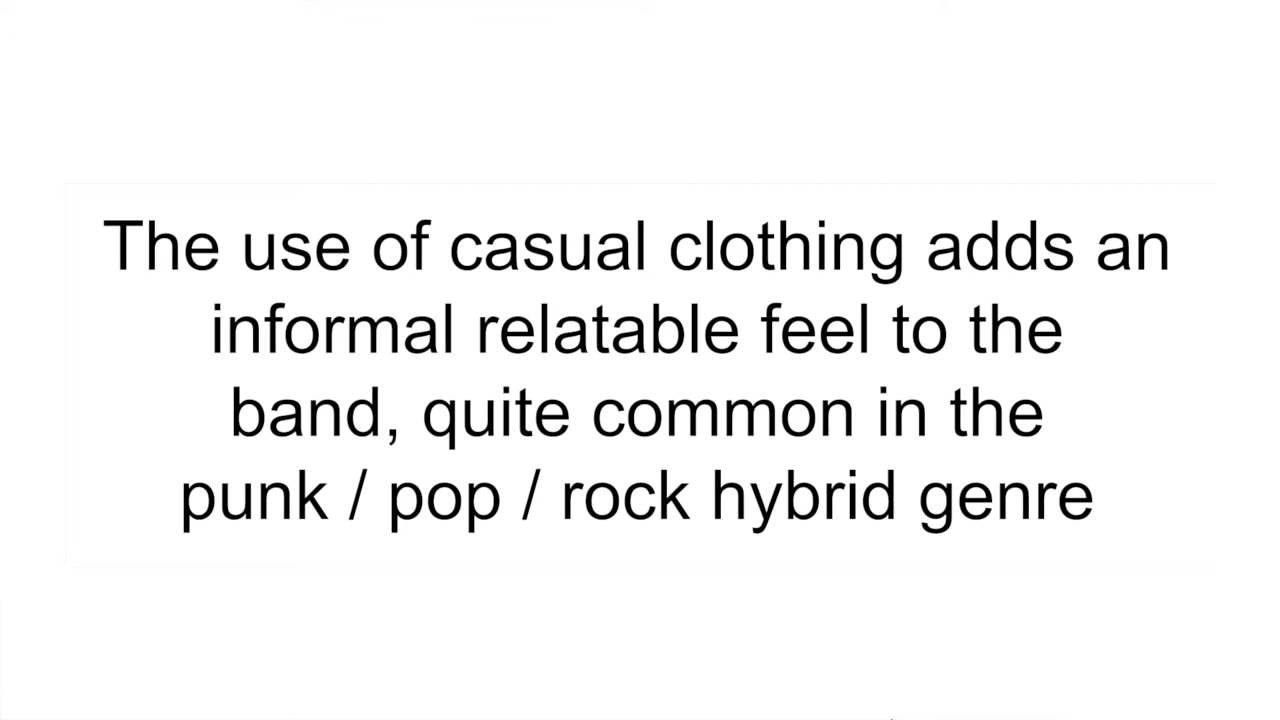 The use of casual clothing adds an
informal relatable feel to the
band, quite common in the
punk / pop / rock hybrid genre